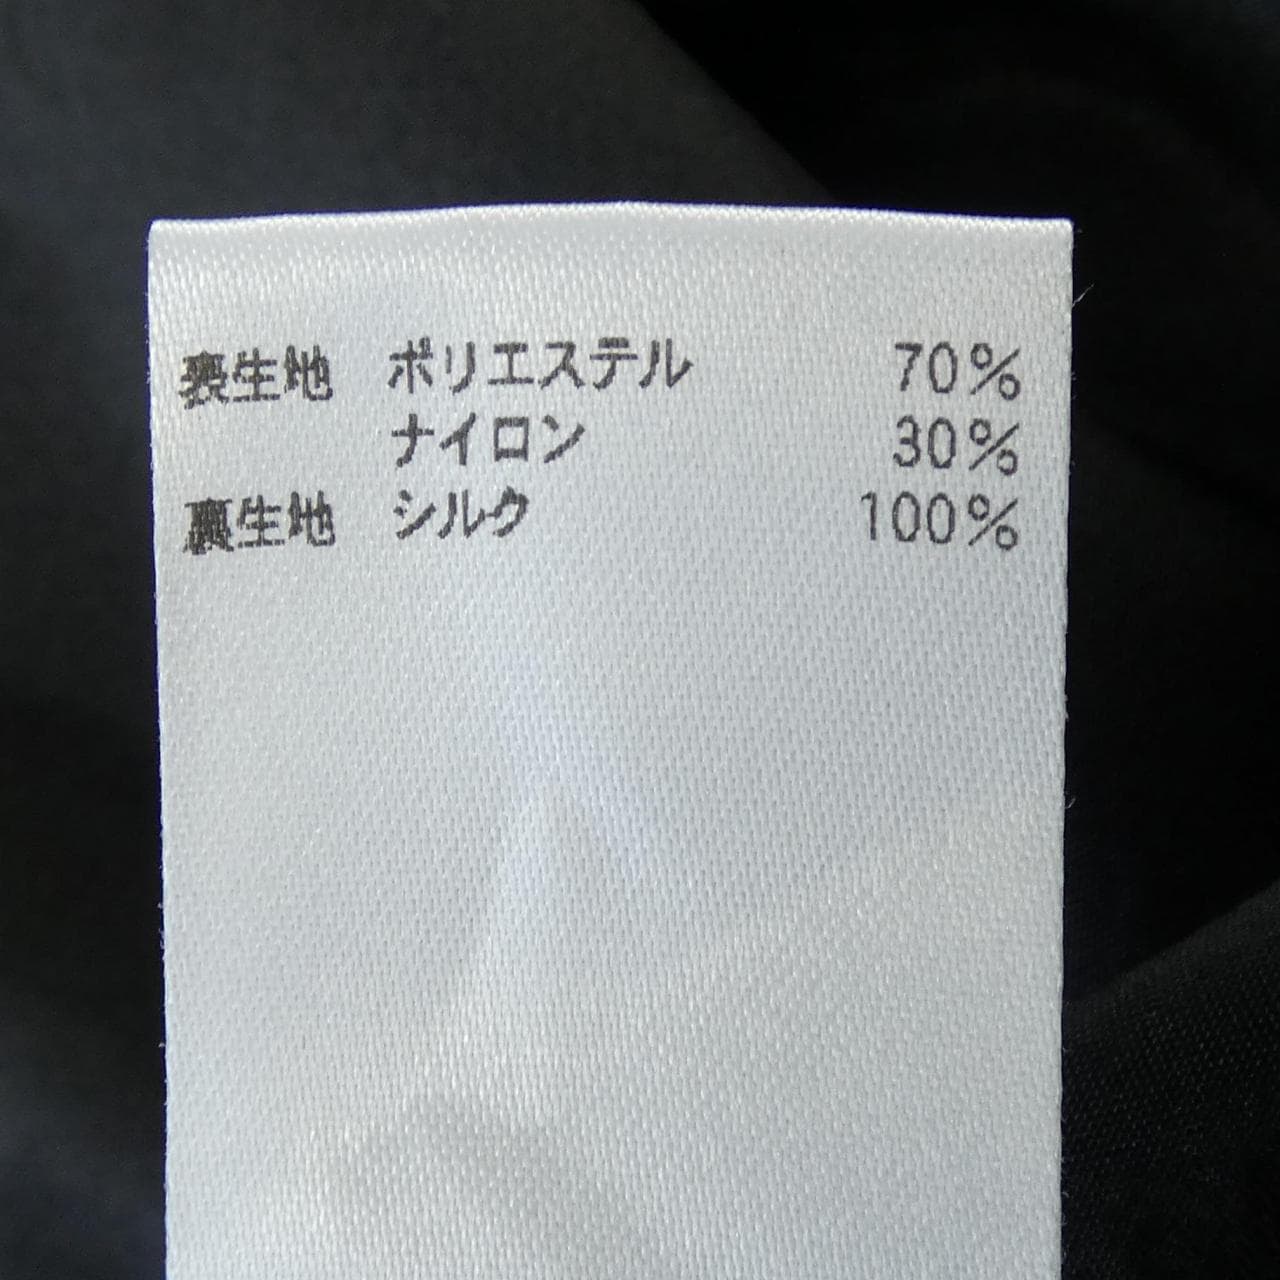 表生地 ポリエステル 70%
ナイロン 30%
裏生地 シルク 100%